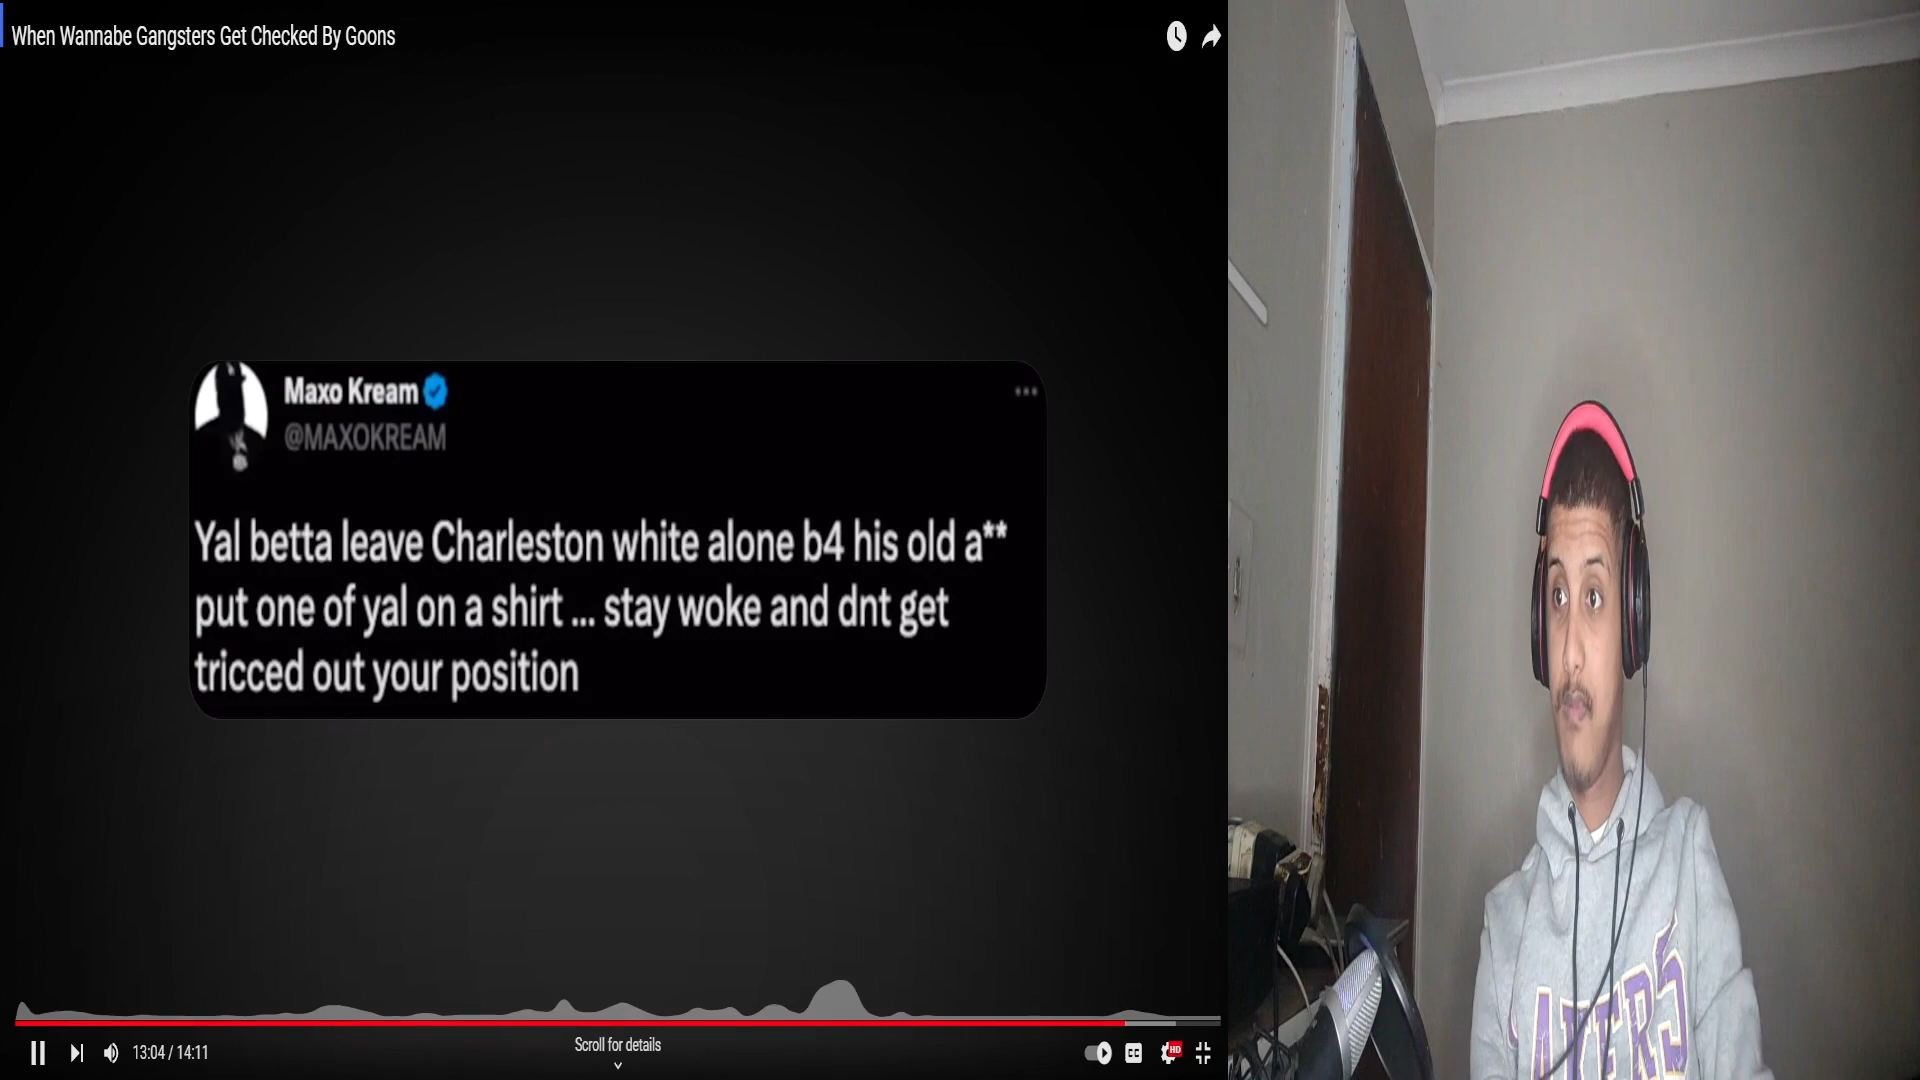 When Wannabe Gangsters Get Checked By Goons
Maxo Kream
@MAXOKREAM
Yal betta leave Charleston white alone b4 his old a**
put one of yal on a shirt ... stay woke and dnt get
tricced out your position
Scroll for details
13:04 / 14:11
CC
HD
LAKERS